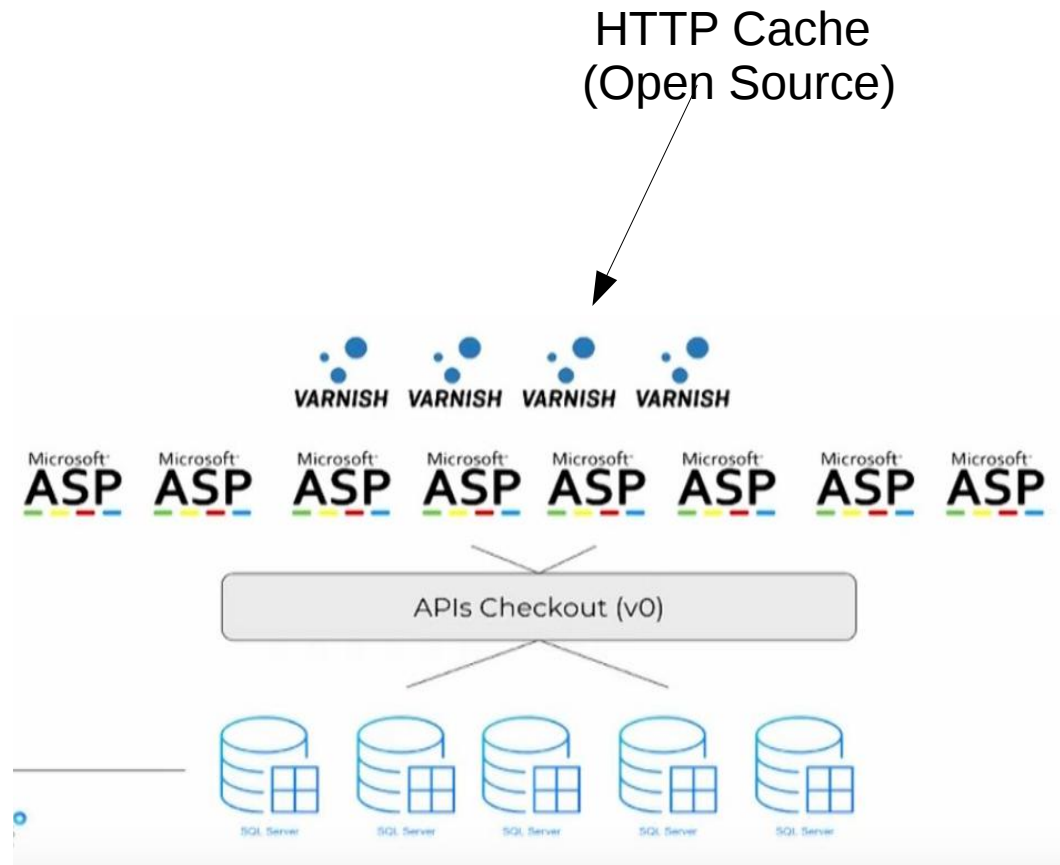 HTTP Cache
(Open Source)
VARNISH VARNISH VARNISH VARNISH
Microsoft Microsoft Microsoft Microsoft Microsoft Microsoft Microsoft Microsoft
ASP ASP ASP ASP ASP ASP ASP ASP
APIs Checkout (v0)
SQL Server SQL Server SQL Server SQL Server SQL Server